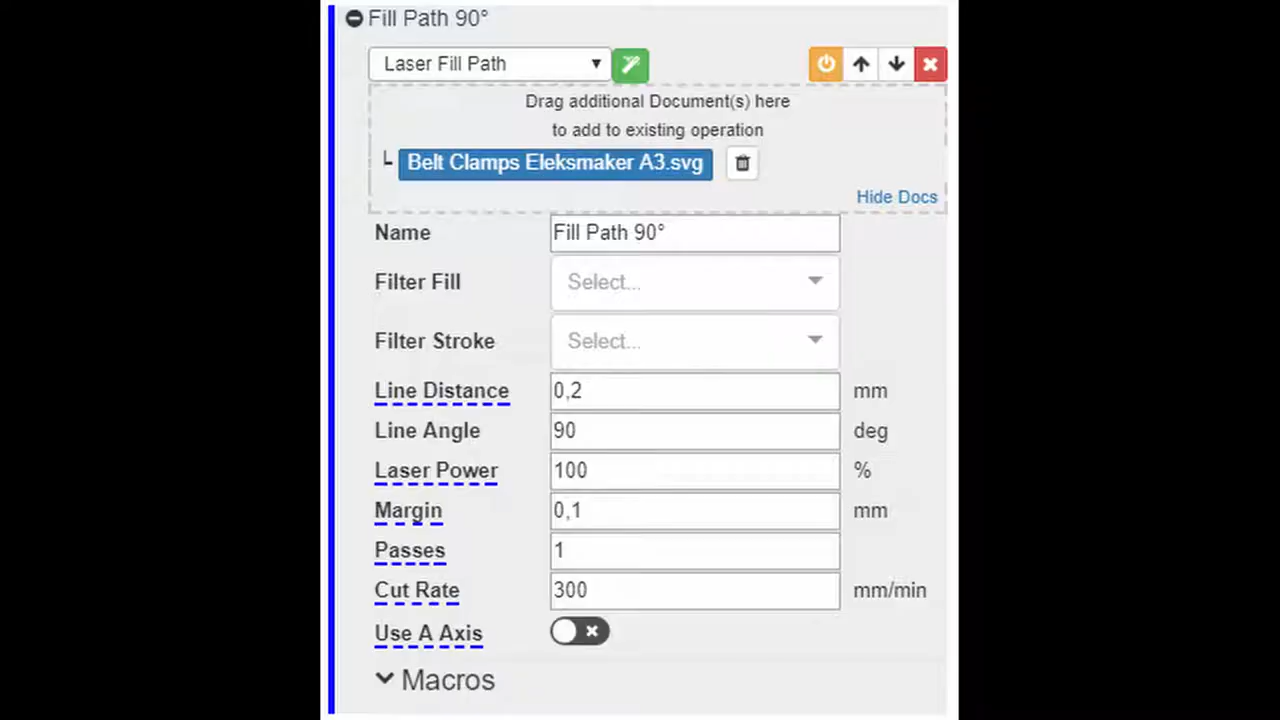 Fill Path 90°
Laser Fill Path
Drag additional Document(s) here
to add to existing operation
Belt Clamps Eleksmaker A3.svg
Hide Docs
Name Fill Path 90°
Filter Fill Select...
Filter Stroke Select...
Line Distance 0,2 mm
Line Angle 90 deg
Laser Power 100 %
Margin 0,1 mm
Passes 1
Cut Rate 300 mm/min
Use A Axis
Macros